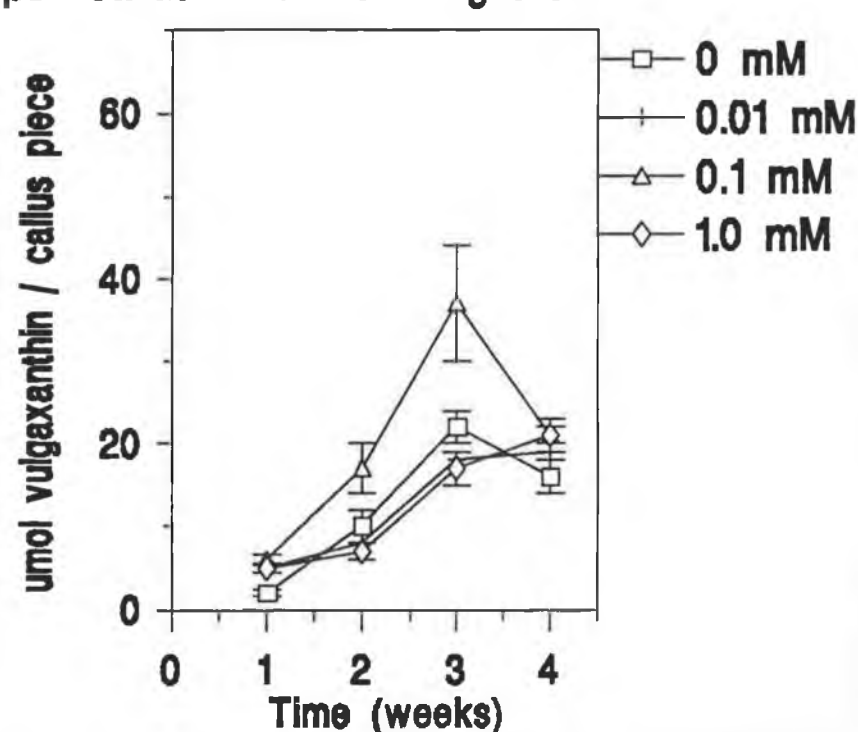 0 mM
0.01 mM
0.1 mM
1.0 mM
umol vulgaxanthin / callus piece
60
40
20
0
0 1 2 3 4
Time (weeks)